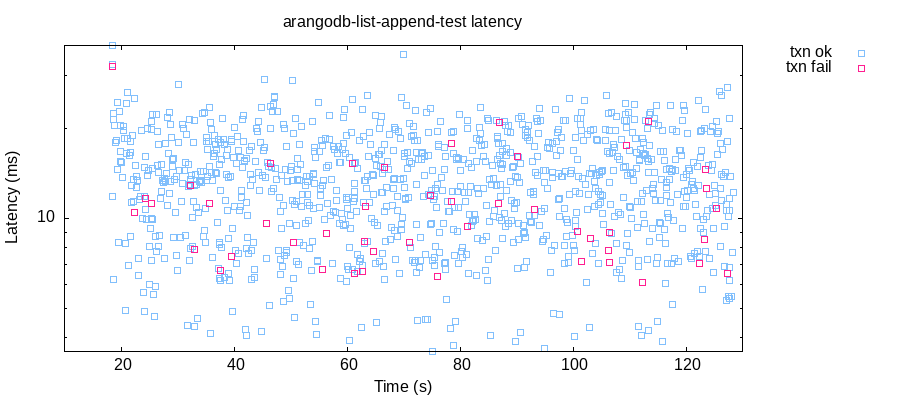 arangodb-list-append-test latency
txn ok
txn fail
Latency (ms)
10
20
40
60
80
100
120
Time (s)